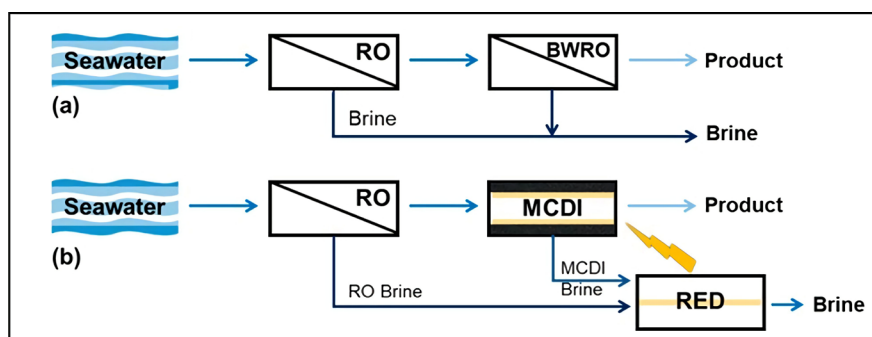 Seawater
RO
BWRO
Product
(a)
Brine
Brine
Seawater
RO
MCDI
Product
(b)
RO Brine
MCDI
Brine
RED
Brine